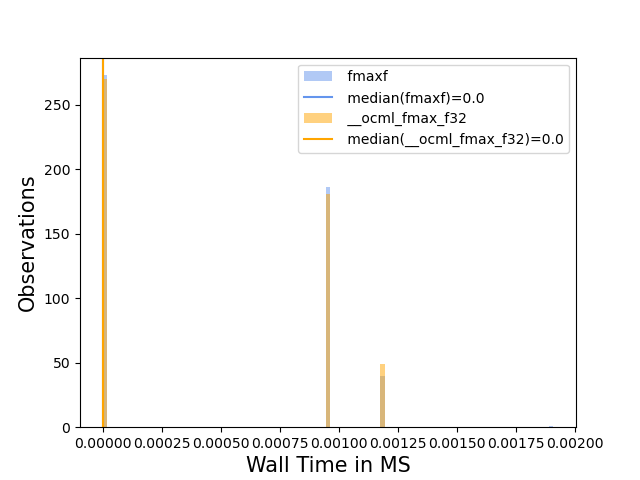 fmaxf
median(fmaxf)=0.0
__ocml_fmax_f32
median(__ocml_fmax_f32)=0.0
250
200
150
100
50
0
Observations
0.00000 0.00025 0.00050 0.00075 0.00100 0.00125 0.00150 0.00175 0.00200
Wall Time in MS